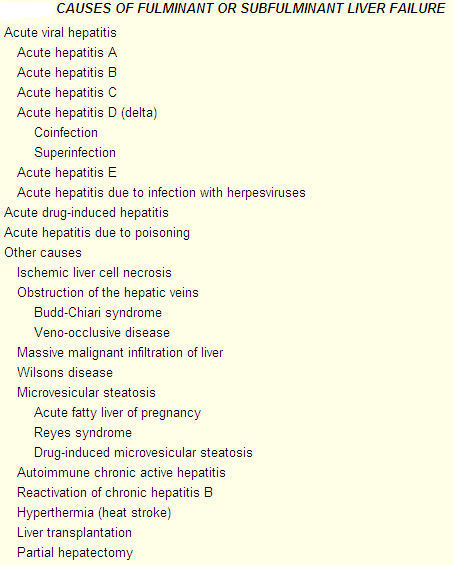 CAUSES OF FULMINANT OR SUBFULMINANT LIVER FAILURE
Acute viral hepatitis
Acute hepatitis A
Acute hepatitis B
Acute hepatitis C
Acute hepatitis D (delta)
Coinfection
Superinfection
Acute hepatitis E
Acute hepatitis due to infection with herpesviruses
Acute drug-induced hepatitis
Acute hepatitis due to poisoning
Other causes
Ischemic liver cell necrosis
Obstruction of the hepatic veins
Budd-Chiari syndrome
Veno-occlusive disease
Massive malignant infiltration of liver
Wilsons disease
Microvesicular steatosis
Acute fatty liver of pregnancy
Reyes syndrome
Drug-induced microvesicular steatosis
Autoimmune chronic active hepatitis
Reactivation of chronic hepatitis B
Hyperthermia (heat stroke)
Liver transplantation
Partial hepatectomy